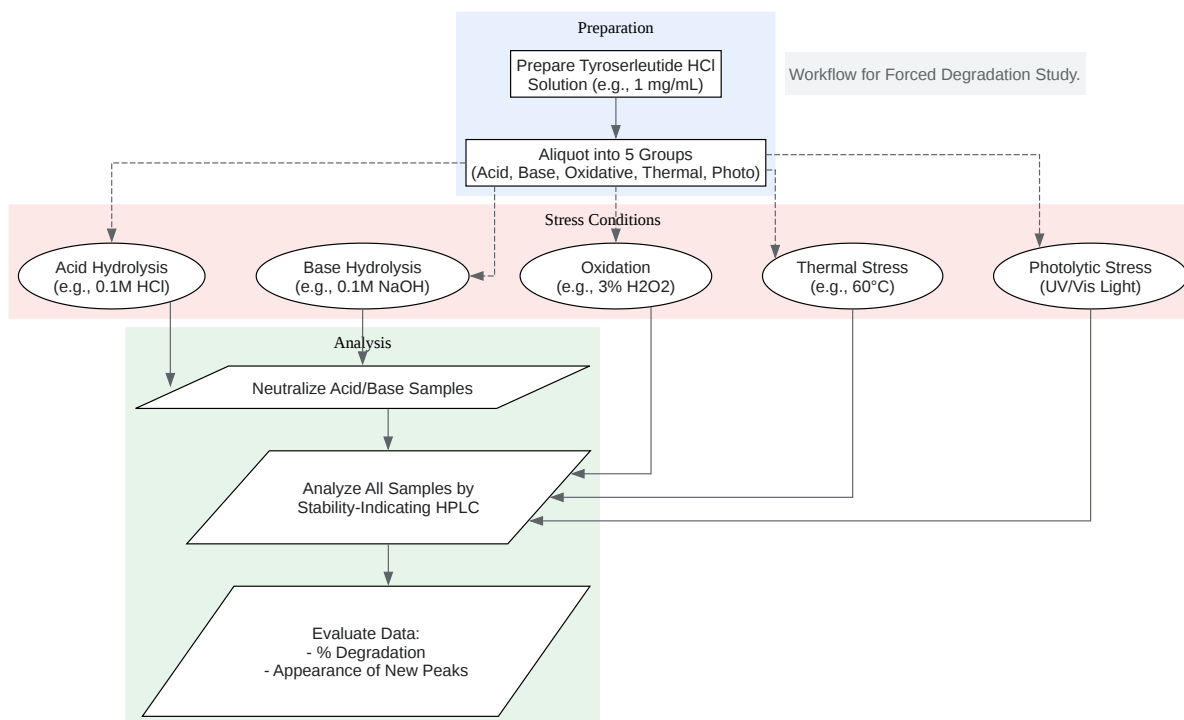 Preparation
Prepare Tyroserleutide HCl
Solution (e.g., 1 mg/mL)
Workflow for Forced Degradation Study.
Aliquot into 5 Groups
(Acid, Base, Oxidative, Thermal, Photo)
Stress Conditions
Acid Hydrolysis
(e.g., 0.1M HCl)
Base Hydrolysis
(e.g., 0.1M NaOH)
Oxidation
(e.g., 3% H2O2)
Thermal Stress
(e.g., 60°C)
Photolytic Stress
(UV/Vis Light)
Analysis
Neutralize Acid/Base Samples
Analyze All Samples by
Stability-Indicating HPLC
Evaluate Data:
- % Degradation
- Appearance of New Peaks